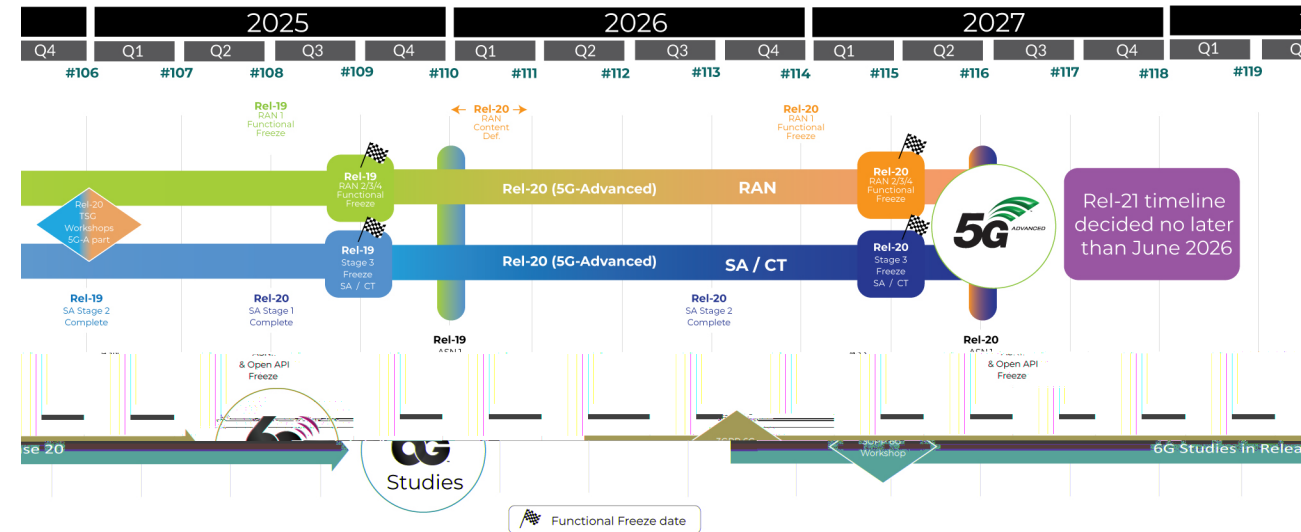 2025
2026
2027
Q4
Q1
Q2
Q3
Q4
Q1
Q2
Q3
Q4
Q1
Q2
Q3
Q4
Q1
#106
#107
#108
#109
#110
#111
#112
#113
#114
#115
#116
#117
#118
#119
Rel-19
RAN 1
Functional
Freeze
Rel-20
RAN
Content
Def.
Rel-20
RAN 1
Functional
Freeze
Rel-20
TSG
Workshops
5G-A part
Rel-19
RAN 2/3/4
Functional
Freeze
Rel-20 (5G-Advanced)
RAN
Rel-20
RAN 2/3/4
Functional
Freeze
5G
ADVANCED
Rel-21 timeline
decided no later
than June 2026
Rel-19
Stage 3
Freeze
SA / CT
Rel-20 (5G-Advanced)
SA / CT
Rel-20
Stage 3
Freeze
SA / CT
Rel-19
SA Stage 2
Complete
Rel-20
SA Stage 1
Complete
Rel-20
SA Stage 2
Complete
Rel-19
Rel-20
& Open API
Freeze
& Open API
Freeze
se 20
6G
Studies
Workshop
6G Studies in Relea
Functional Freeze date